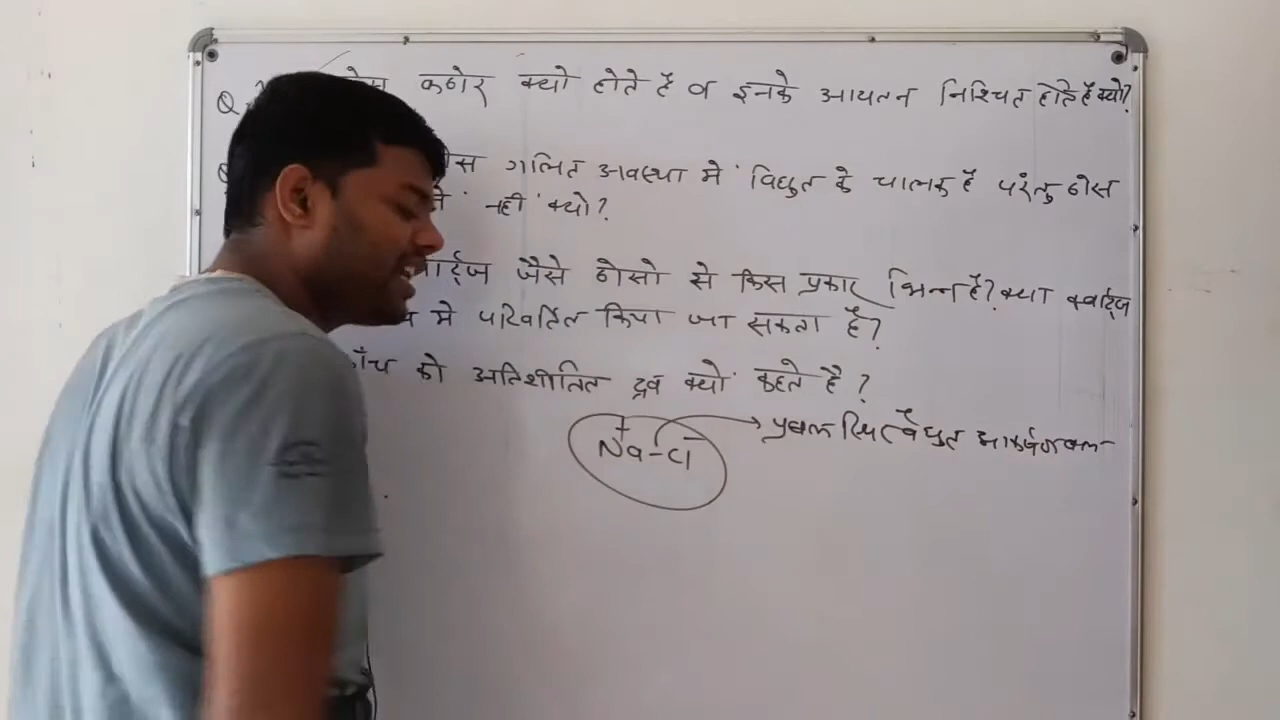 Q कठोर क्यो होते है व इनके आयतन निश्चित होते है क्यो?
गलित अवस्था मे विधुत के चालक है परंतु ठोस
नही क्यो?
जैसे ठोसो से किस प्रकार भिन्न है? क्या क्वार्ट्ज
मे परिवर्तित किया जा सकता है?
को अतिशीतित द्रव क्यो कहते है?
Na+ - Cl- → प्रबल स्थिर वैधुत आकर्षण बल